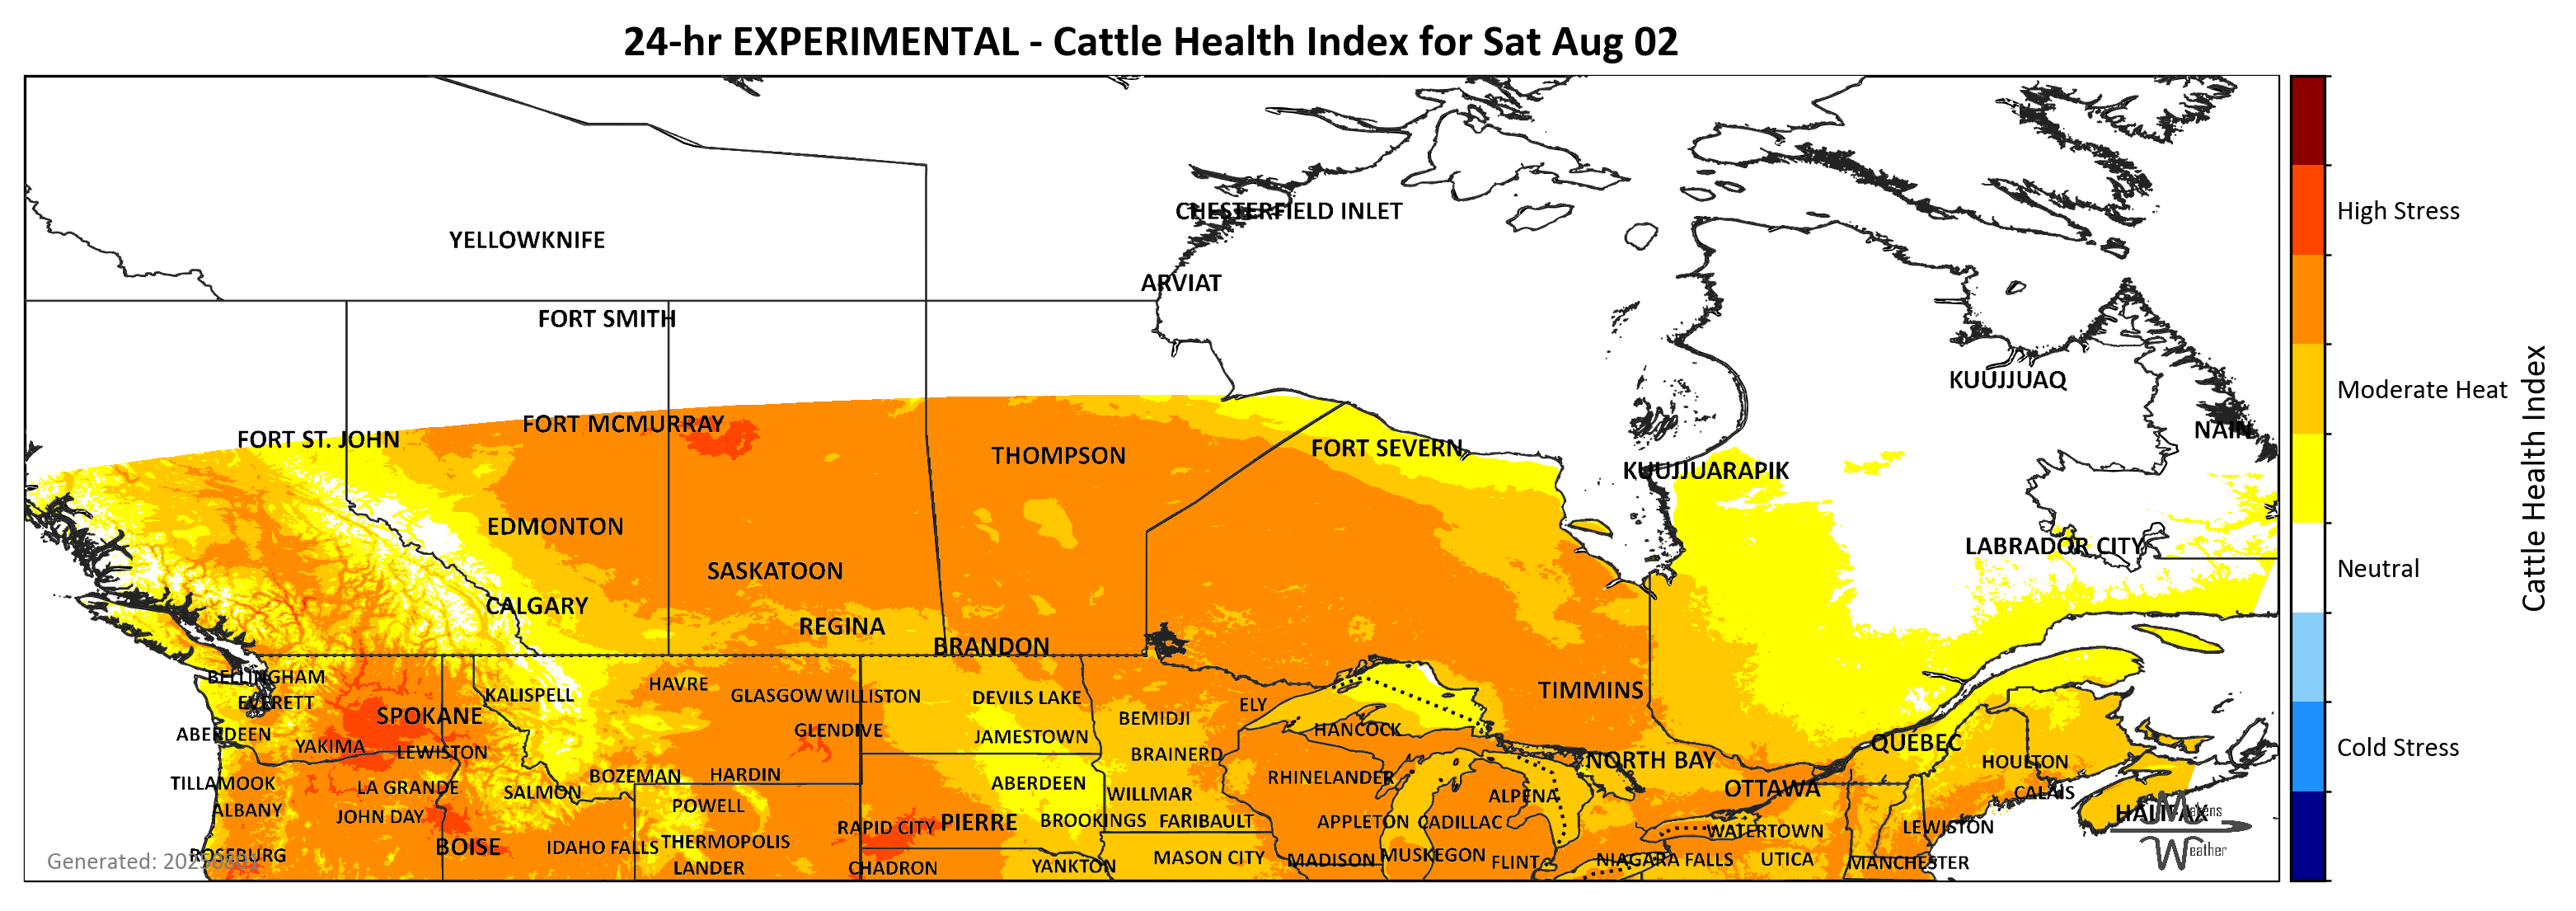 24-hr EXPERIMENTAL - Cattle Health Index for Sat Aug 02
CHESTERFIELD INLET
YELLOWKNIFE
ARVIAT
FORT SMITH
KUUJJUAQ
FORT MCMURRAY
NAIN
FORT ST. JOHN
FORT SEVERN
THOMPSON
KUUJJUARAPIK
EDMONTON
LABRADOR CITY
SASKATOON
CALGARY
REGINA
BRANDON
BELLINGHAM
HAVRE
KALISPELL
GLASGOW WILLISTON
DEVILS LAKE
TIMMINS
EVERETT
ELY
SPOKANE
BEMIDJI
GLENDIVE
HANCOCK
ABERDEEN
JAMESTOWN
QUEBEC
YAKIMA
LEWISTON
BRAINERD
NORTH BAY
HOULTON
BOZEMAN
HARDIN
RHINELANDER
TILLAMOOK
LA GRANDE
SALMON
ABERDEEN
WILLMAR
ALPENA
OTTAWA
CALAIS
ALBANY
JOHN DAY
POWELL
RAPID CITY
PIERRE
BROOKINGS
FARIBAULT
APPLETON
CADILLAC
WATERTOWN
LEWISTON
HALIFAX
Makens
Weather
BOISE
IDAHO FALLS
THERMOPOLIS
ROSEBURG
MASON CITY
MADISON
MUSKEGON
FLINT
NIAGARA FALLS
UTICA
MANCHESTER
LANDER
CHADRON
YANKTON
Generated: 20250801
High Stress
Moderate Heat
Neutral
Cold Stress
Cattle Health Index